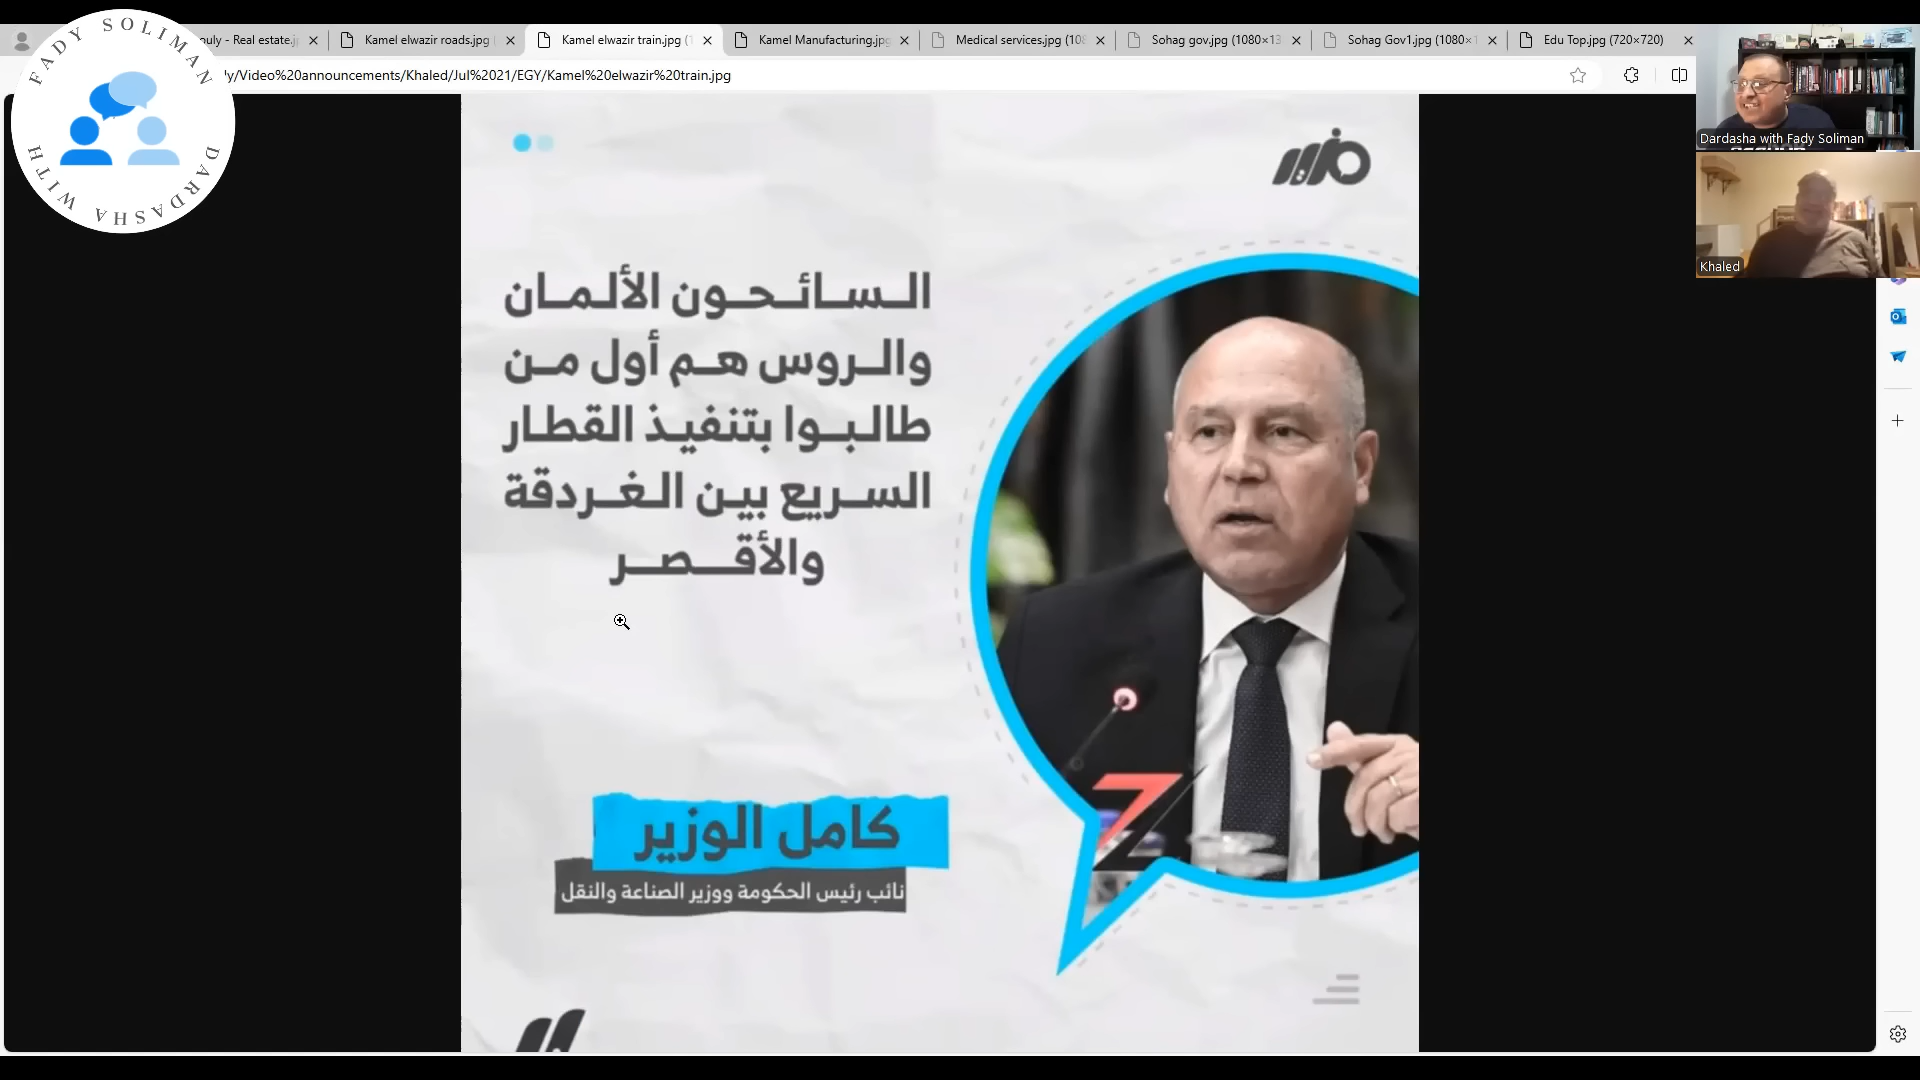 FADY SOLIMAN
DARDASHA WITH
ouly - Real estate.j
Kamel elwazir roads.jpg
Kamel elwazir train.jpg (1
Kamel Manufacturing.jpg
Medical services.jpg (108
Sohag gov.jpg (1080×13
Sohag Gov1.jpg (1080×1
Edu Top.jpg (720×720)
ly/Video%20announcements/Khaled/Jul%2021/EGY/Kamel%20elwazir%20train.jpg
Dardasha with Fady Soliman
Khaled
السائحون الألمان
والروس هم أول من
طالبوا بتنفيذ القطار
السريع بين الغردقة
والأقصر
كامل الوزير
نائب رئيس الحكومة ووزير الصناعة والنقل